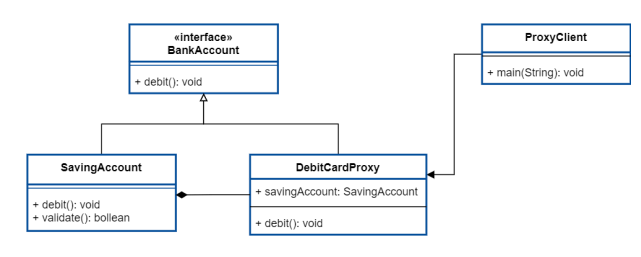 «interface»
BankAccount
+ debit(): void
ProxyClient
+ main(String): void
SavingAccount
+ debit(): void
+ validate(): bollean
DebitCardProxy
+ savingAccount: SavingAccount
+ debit(): void